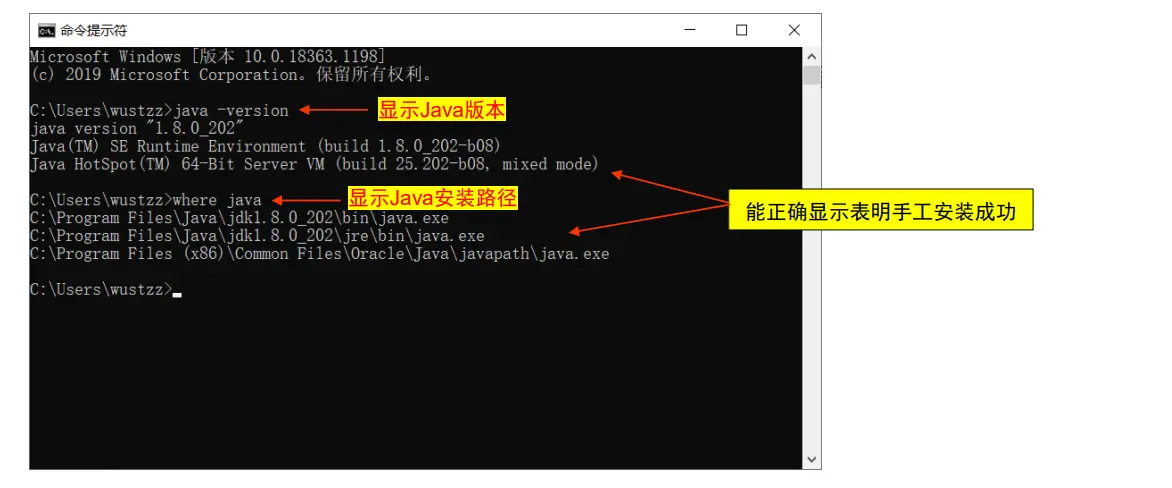 命令提示符
Microsoft Windows [版本 10.0.18363.1198]
(c) 2019 Microsoft Corporation。保留所有权利。
C:\Users\wustzz>java -version
显示Java版本
java version "1.8.0_202"
Java(TM) SE Runtime Environment (build 1.8.0_202-b08)
Java HotSpot(TM) 64-Bit Server VM (build 25.202-b08, mixed mode)
C:\Users\wustzz>where java
显示Java安装路径
C:\Program Files\Java\jdk1.8.0_202\bin\java.exe
C:\Program Files\Java\jdk1.8.0_202\jre\bin\java.exe
C:\Program Files (x86)\Common Files\Oracle\Java\javapath\java.exe
能正确显示表明手工安装成功
C:\Users\wustzz>